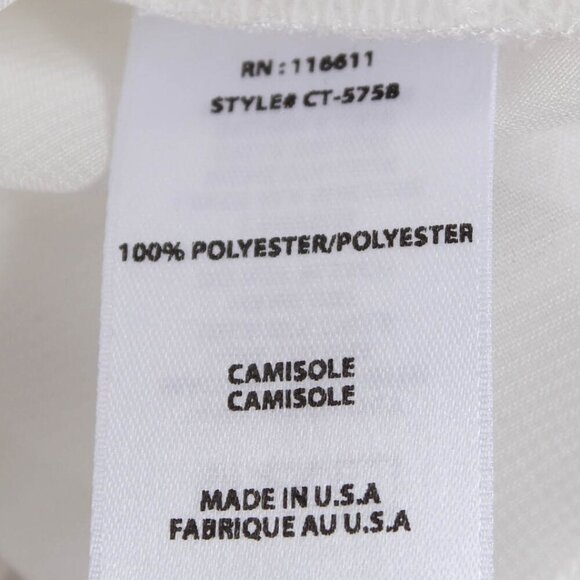 RN : 116611
STYLE# CT-5758
100% POLYESTER/POLYESTER
CAMISOLE
CAMISOLE
MADE IN U.S.A
FABRIQUE AU U.S.A